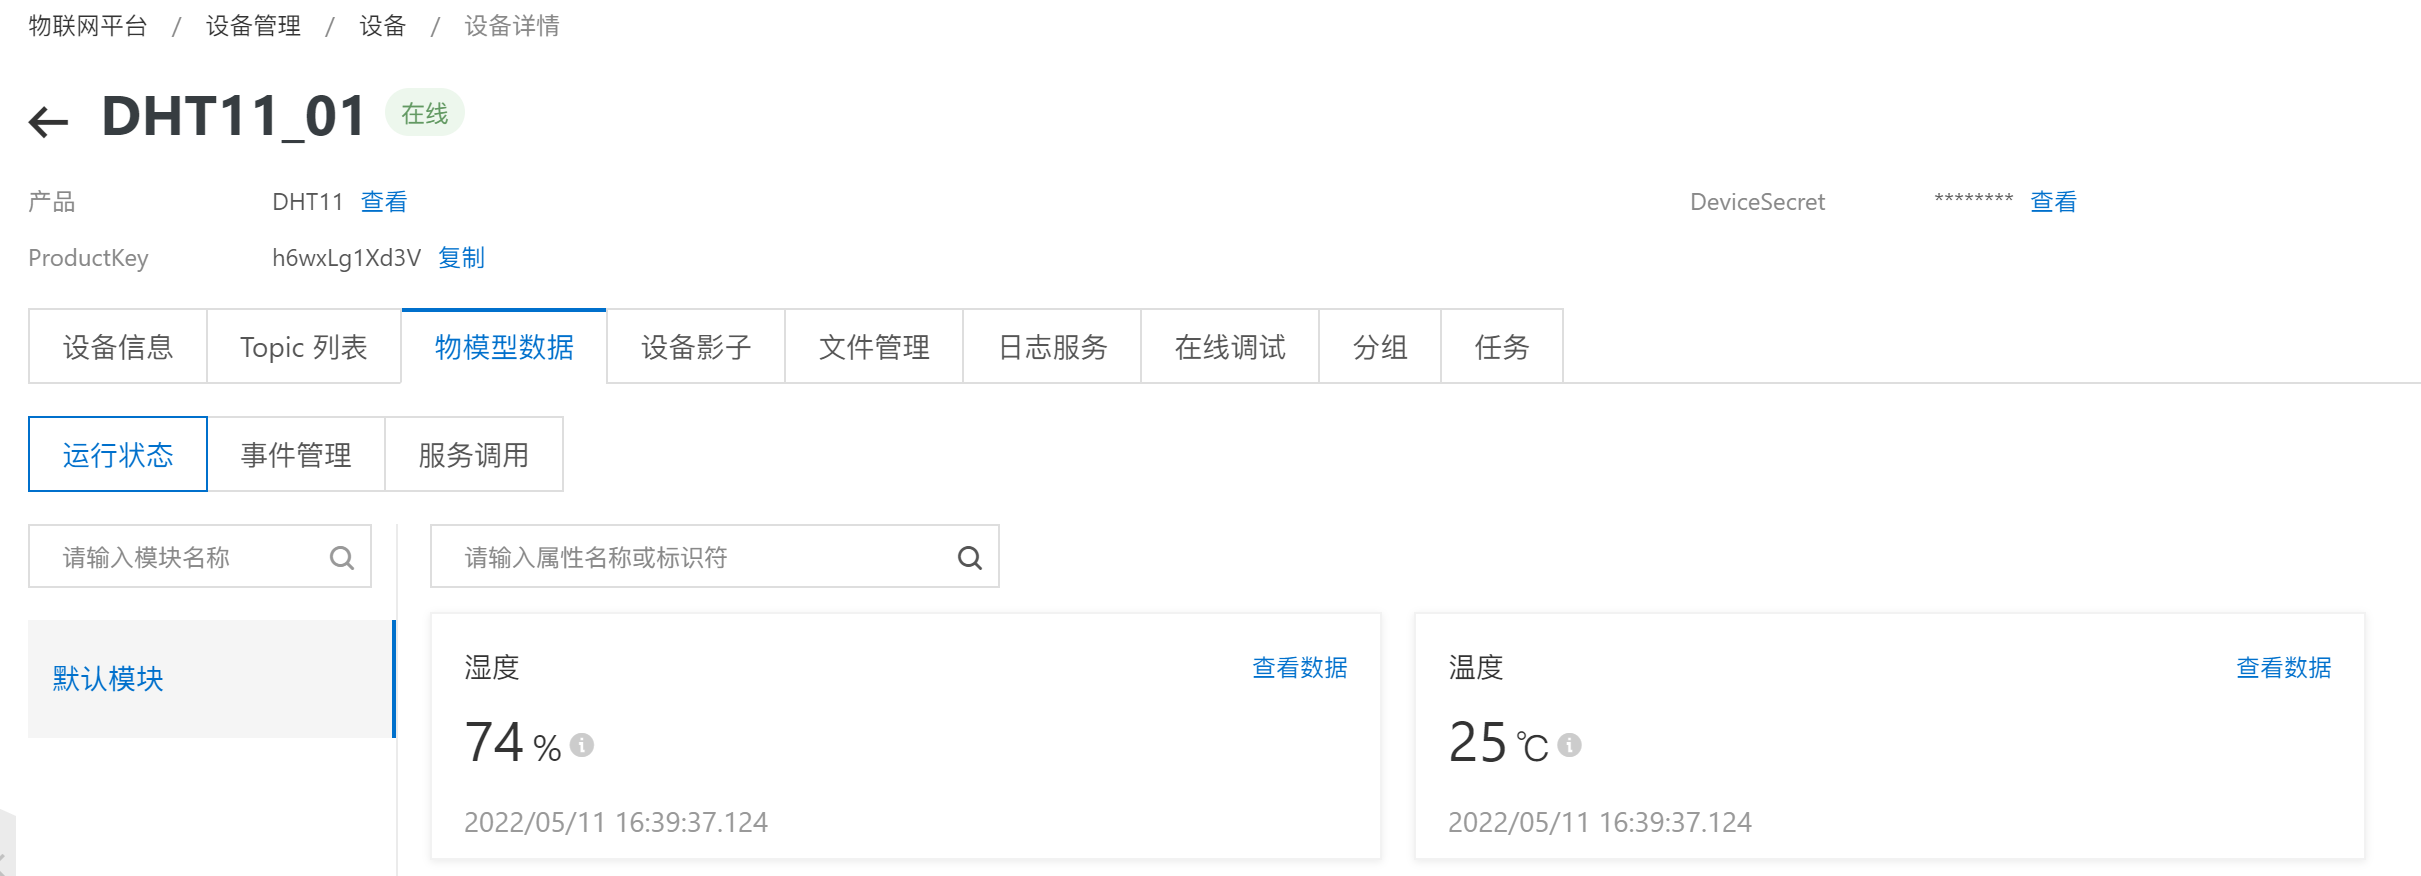 物联网平台 / 设备管理 / 设备 / 设备详情
DHT11_01 在线
产品 DHT11 查看 DeviceSecret ******** 查看
ProductKey h6wxLg1Xd3V 复制
设备信息 Topic 列表 物模型数据 设备影子 文件管理 日志服务 在线调试 分组 任务
运行状态 事件管理 服务调用
请输入模块名称 请输入属性名称或标识符
默认模块
湿度 查看数据
74 %
2022/05/11 16:39:37.124
温度 查看数据
25 ℃
2022/05/11 16:39:37.124